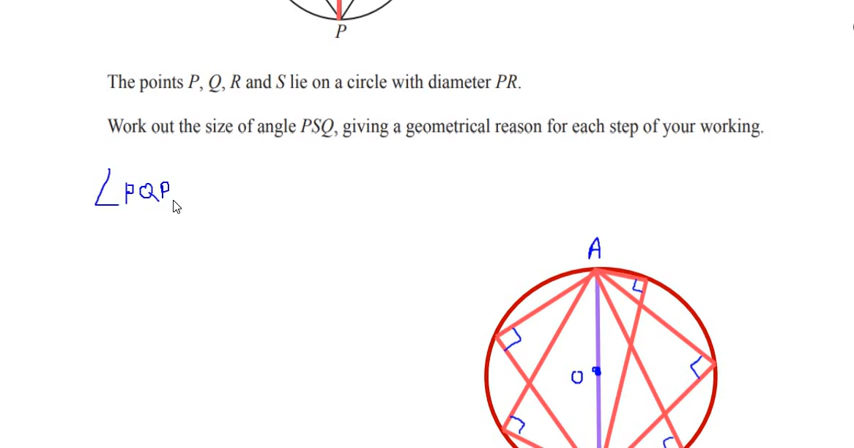 P
The points P, Q, R and S lie on a circle with diameter PR.
Work out the size of angle PSQ, giving a geometrical reason for each step of your working.
∠PQP
A
O